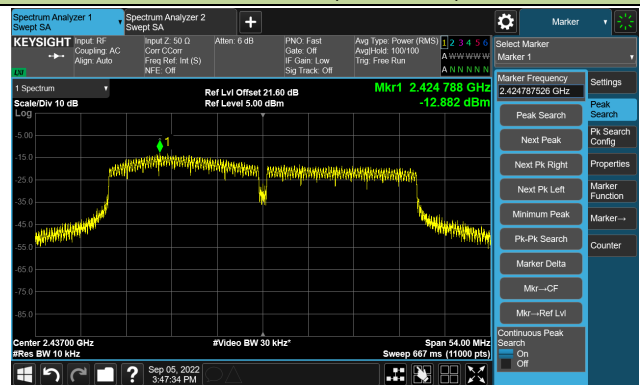 Spectrum Analyzer 1
Swept SA
Spectrum Analyzer 2
Swept SA
+
Marker
KEYSIGHT
Input: RF
Coupling: AC
Align: Auto
Input Z: 50 Ω
Corr CCorr
Freq Ref: Int (S)
NFE: Off
Atten: 6 dB
PNO: Fast
Gate: Off
IF Gain: Low
Sig Track: Off
Avg Type: Power (RMS)
Avg|Hold: 100/100
Trig: Free Run
1 2 3 4 5 6
A W W W W W
A N N N N N
LXI
Select Marker
Marker 1
1 Spectrum
Scale/Div 10 dB
Log
Ref Lvl Offset 21.60 dB
Ref Level 5.00 dBm
Mkr1 2.424 788 GHz
-12.882 dBm
Marker Frequency
2.424787526 GHz
Peak Search
Next Peak
Next Pk Right
Next Pk Left
Minimum Peak
Pk-Pk Search
Marker Delta
Mkr→CF
Mkr→Ref Lvl
Continuous Peak
Search
On
Off
Settings
Peak
Search
Pk Search
Config
Properties
Marker
Function
Marker→
Counter
1
-5.00
-15.0
-25.0
-35.0
-45.0
-55.0
-65.0
-75.0
-85.0
Center 2.43700 GHz
#Res BW 10 kHz
#Video BW 30 kHz*
Span 54.00 MHz
Sweep 667 ms (11000 pts)
?
Sep 05, 2022
3:47:34 PM